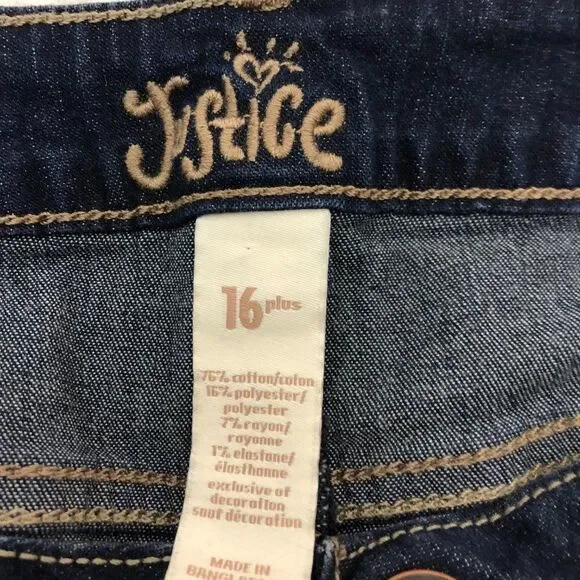 Justice
16 plus
76% cotton/coton
16% polyester/
polyester
7% rayon/
rayonne
1% elastane/
élasthanne
exclusive of
decoration
sauf décoration
MADE IN